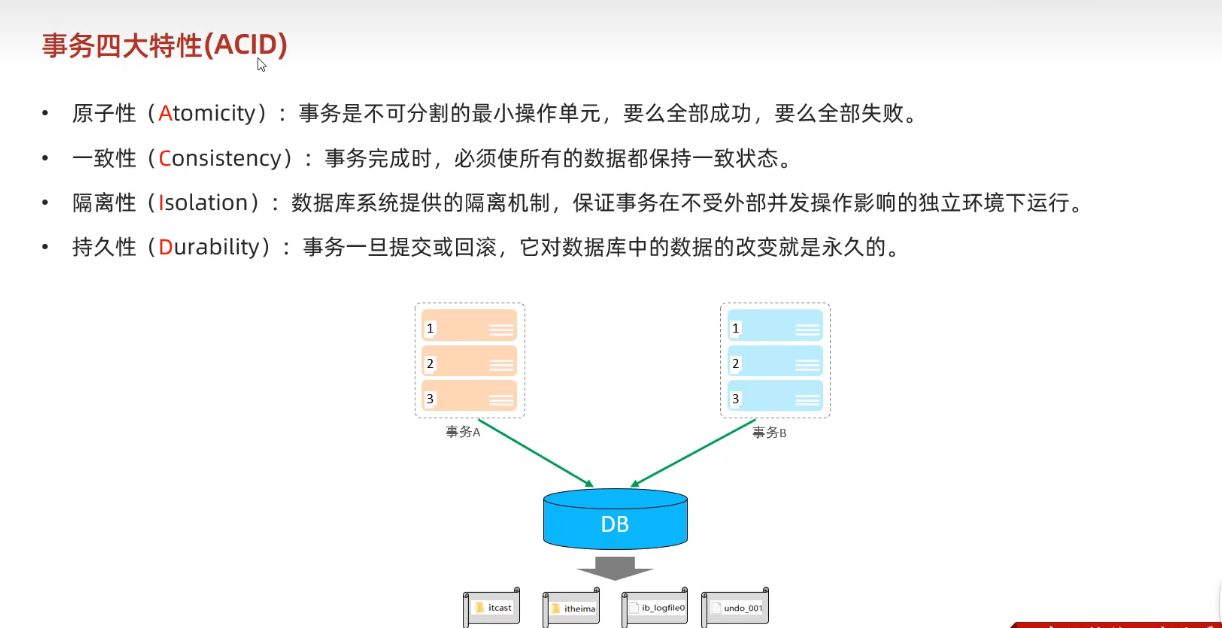 事务四大特性(ACID)
• 原子性（Atomicity）：事务是不可分割的最小操作单元，要么全部成功，要么全部失败。
• 一致性（Consistency）：事务完成时，必须使所有的数据都保持一致状态。
• 隔离性（Isolation）：数据库系统提供的隔离机制，保证事务在不受外部并发操作影响的独立环境下运行。
• 持久性（Durability）：事务一旦提交或回滚，它对数据库中的数据的改变就是永久的。
1 1
2 2
3 3
事务A 事务B
DB
itcast itheima ib_logfile0 undo_001